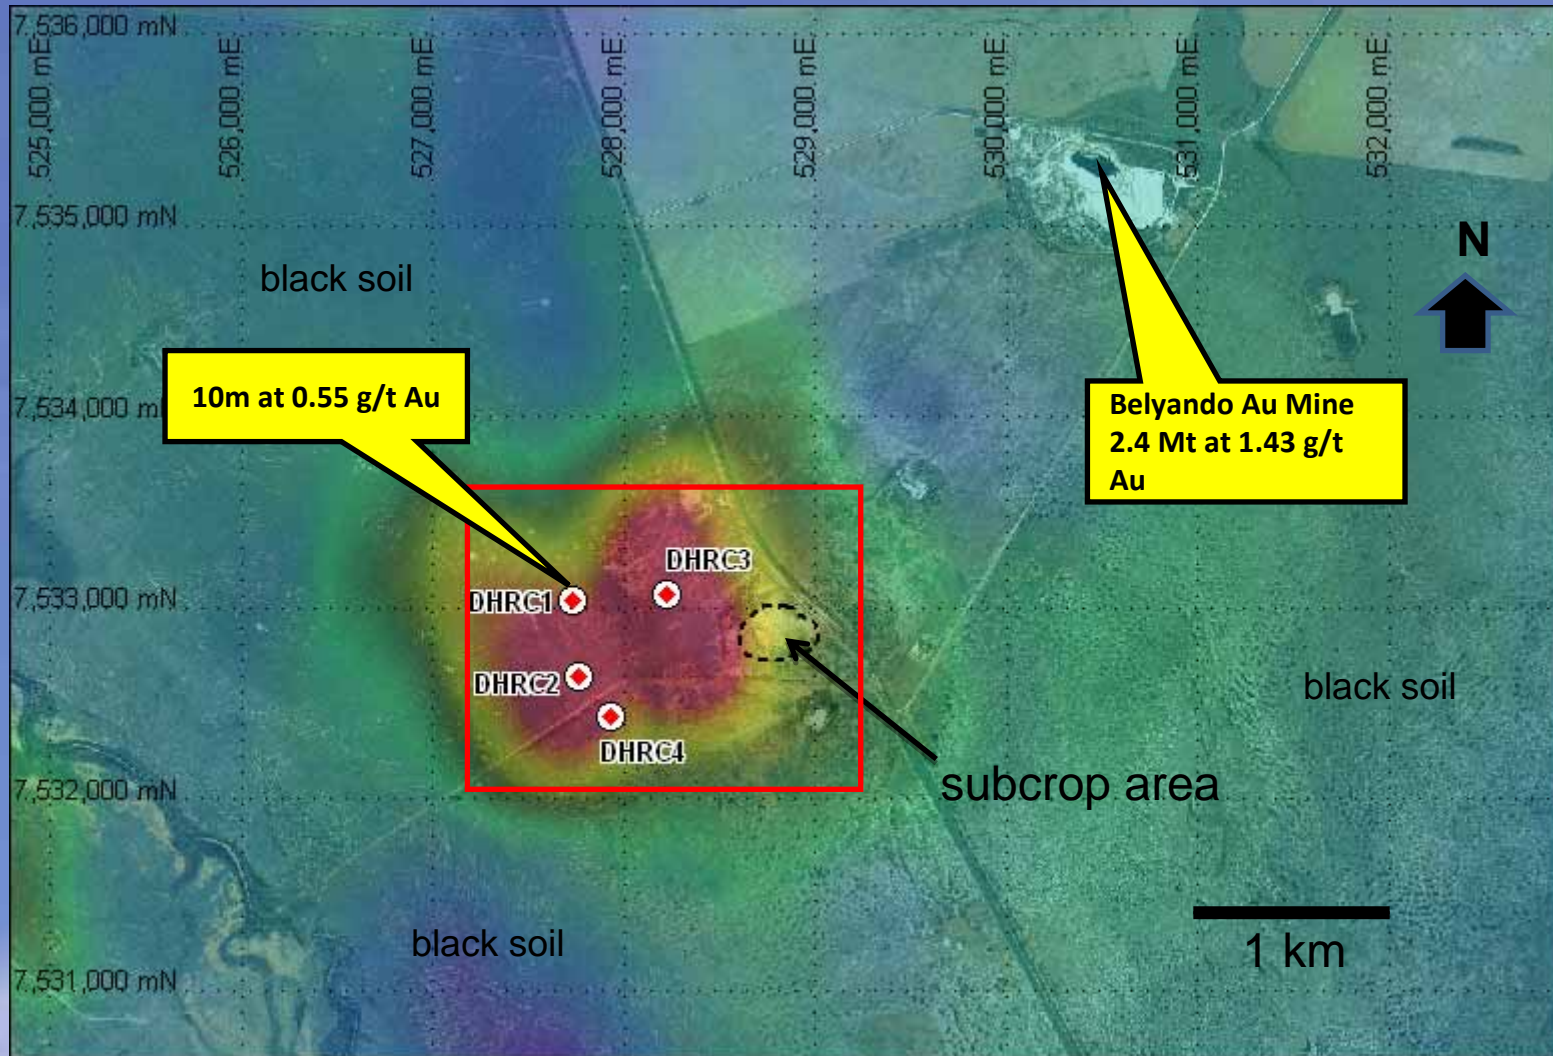 7,536,000 mN
525,000 mE
526,000 mE
527,000 mE
528,000 mE
529,000 mE
530,000 mE
531,000 mE
532,000 mE
7,535,000 mN
N
black soil
10m at 0.55 g/t Au
7,534,000 mN
Belyando Au Mine
2.4 Mt at 1.43 g/t
Au
DHRC3
7,533,000 mN
DHRC1
DHRC2
black soil
DHRC4
7,532,000 mN
subcrop area
black soil
1 km
7,531,000 mN